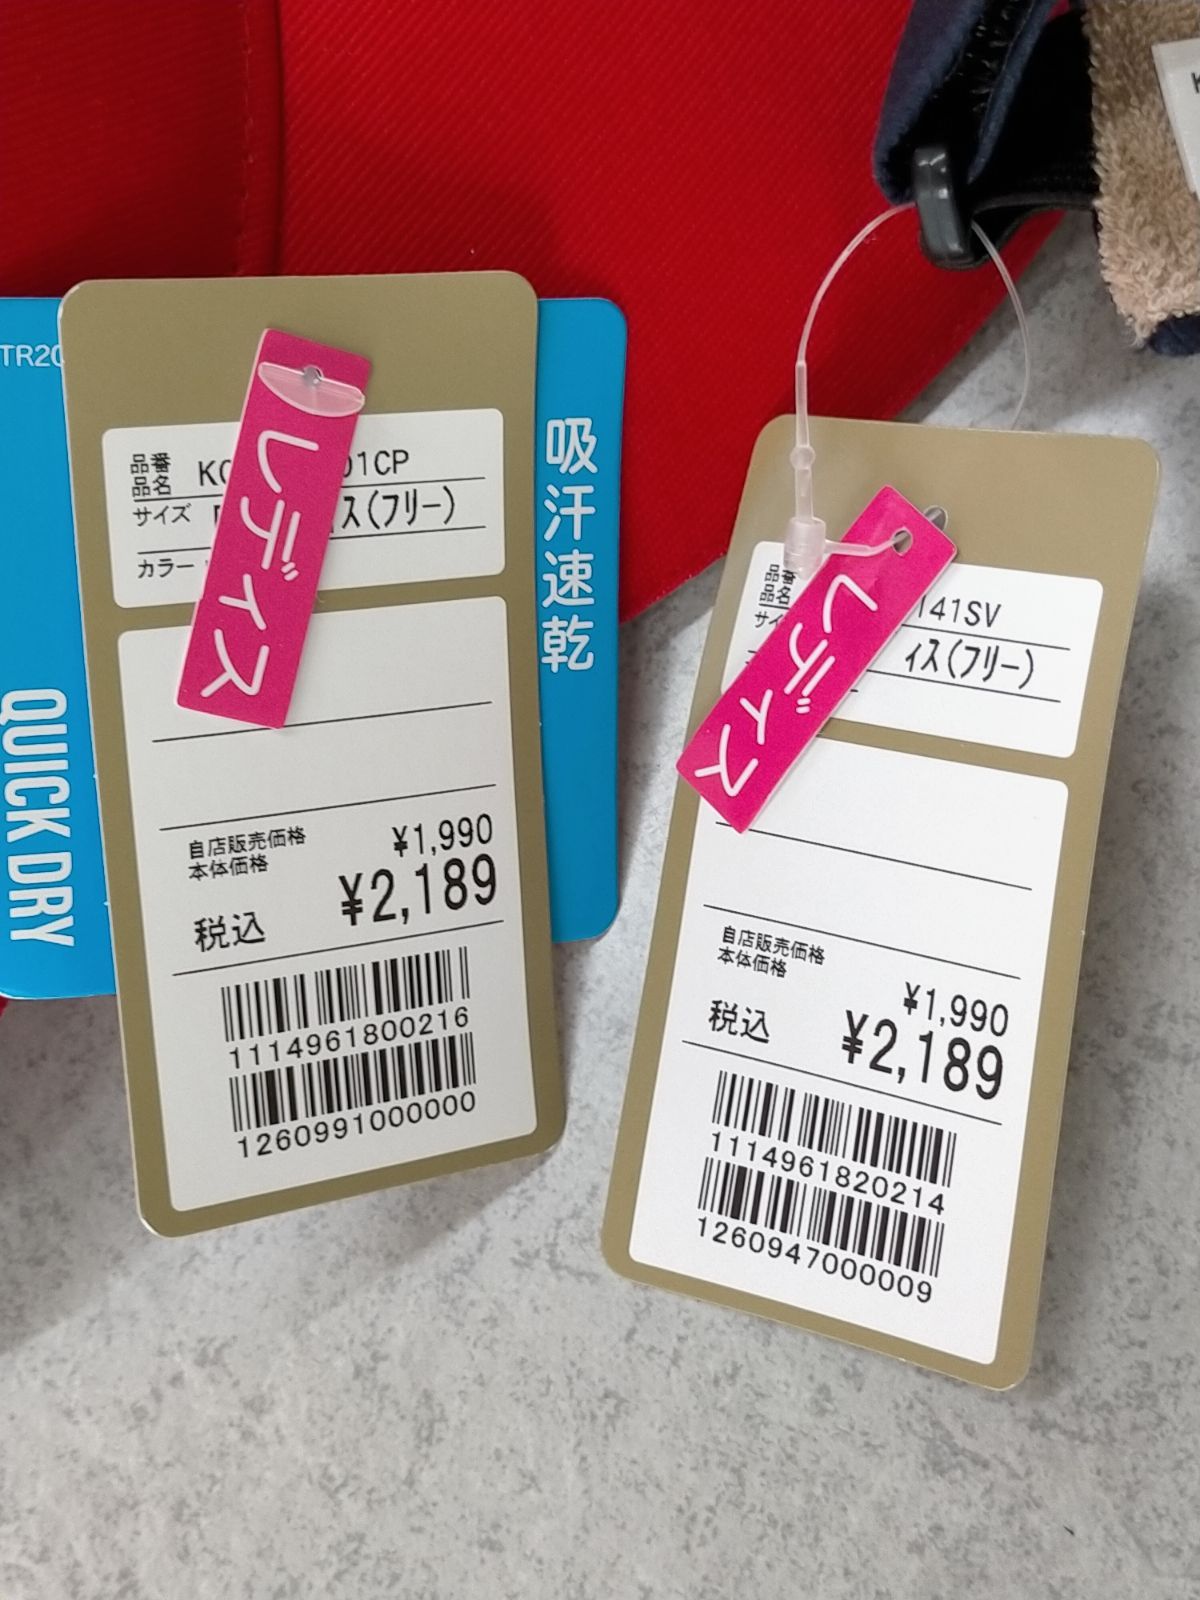 TR20
吸汗速乾
QUICK DRY
レディス
品番
品名
01CP
サイズ
ス(フリー)
カラー
自店販売価格
本体価格
¥1,990
税込
¥2,189
1114961800216
1260991000000
レディス
品番
品名
141SV
サイ
ィス(フリー)
自店販売価格
本体価格
¥1,990
税込
¥2,189
1114961820214
1260947000009
K